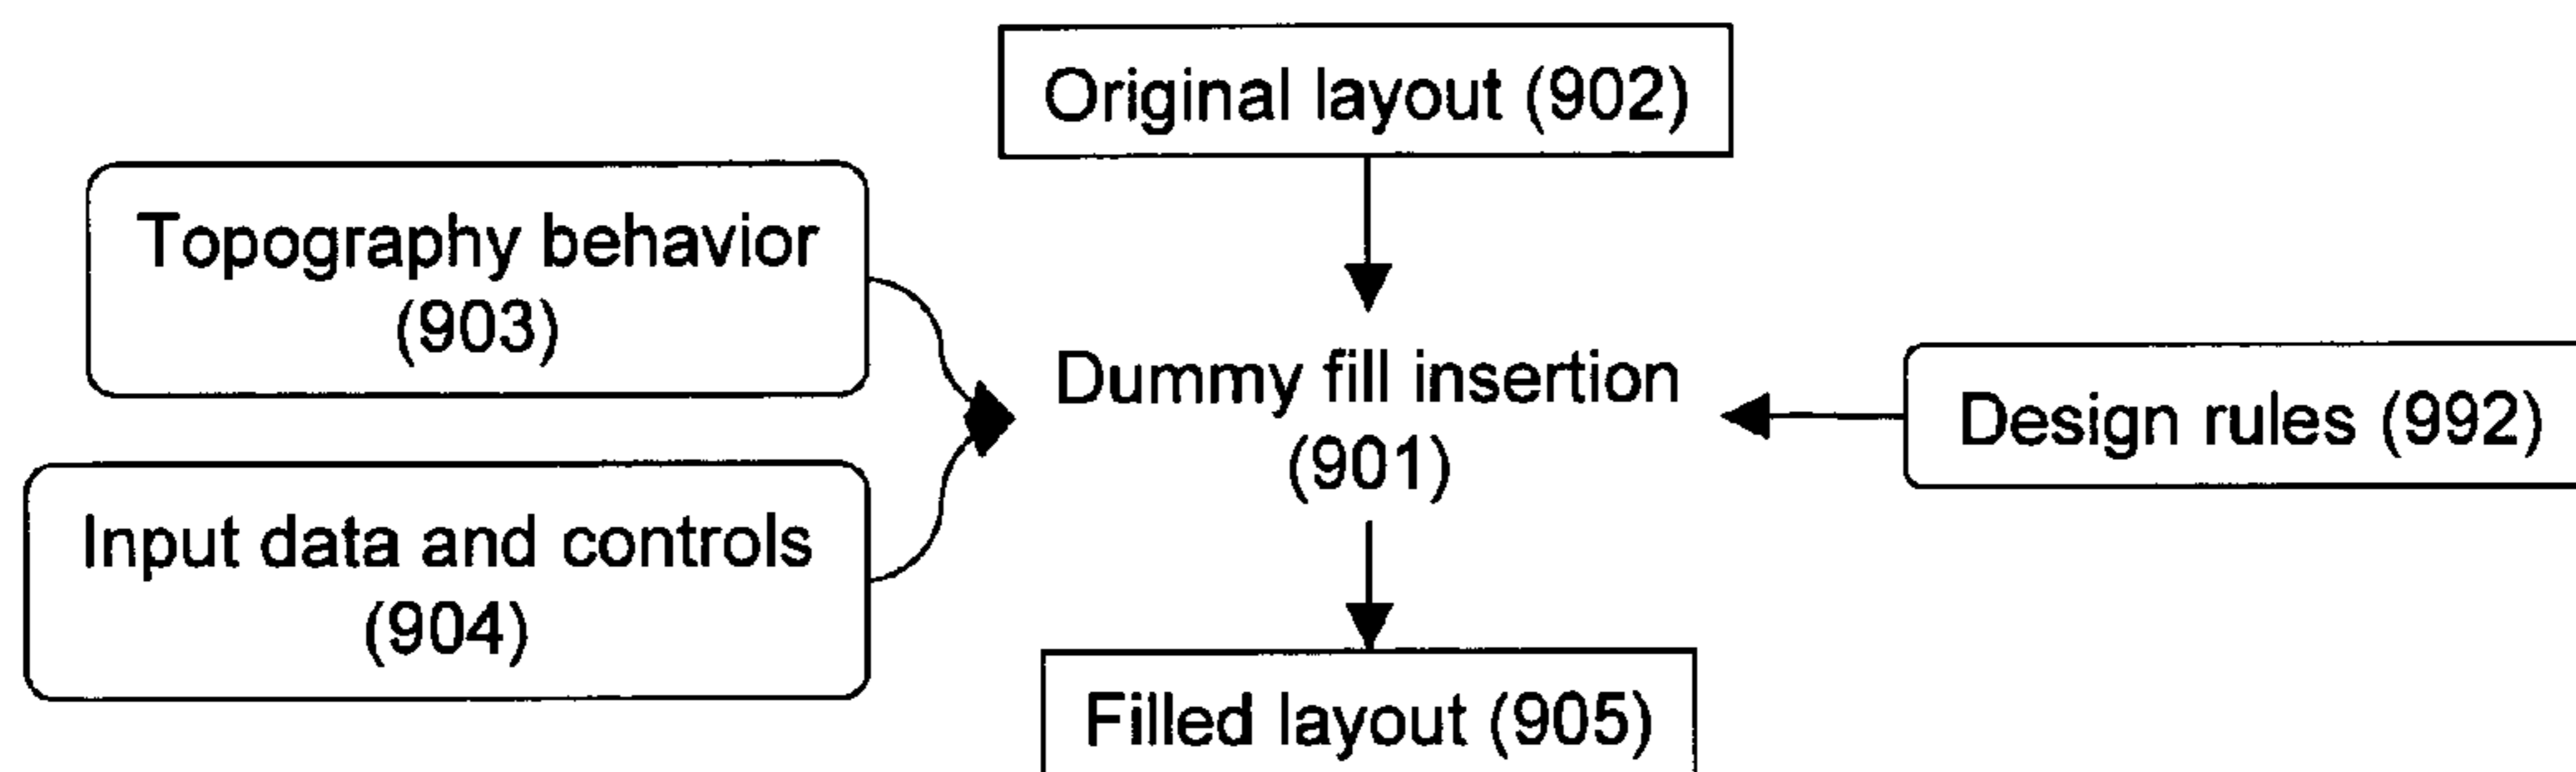 Original layout (902)
Topography behavior
(903)
Dummy fill insertion
(901)
Design rules (992)
Input data and controls
(904)
Filled layout (905)